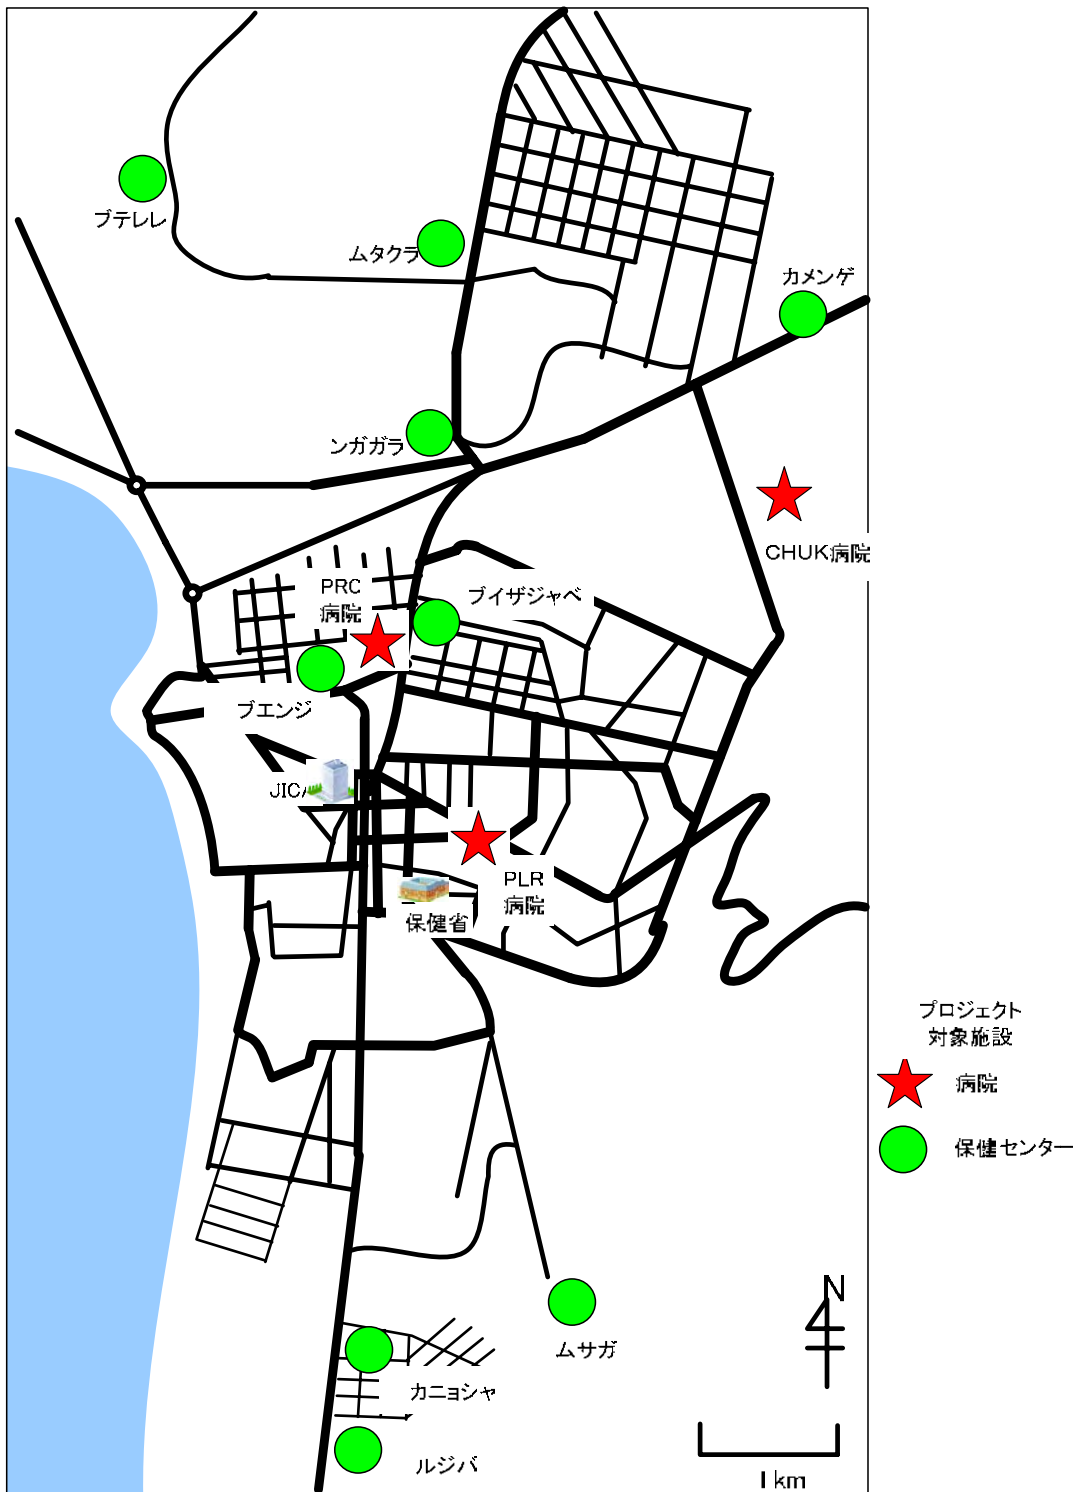 ブテレレ
ムタクラ
カメンゲ
ンガガラ
CHUK病院
PRC
病院
ブイザジャベ
ブエンジ
JICA
PLR
病院
保健省
プロジェクト
対象施設
病院
保健センター
N
ムサガ
カニョシャ
ルジバ
1 km